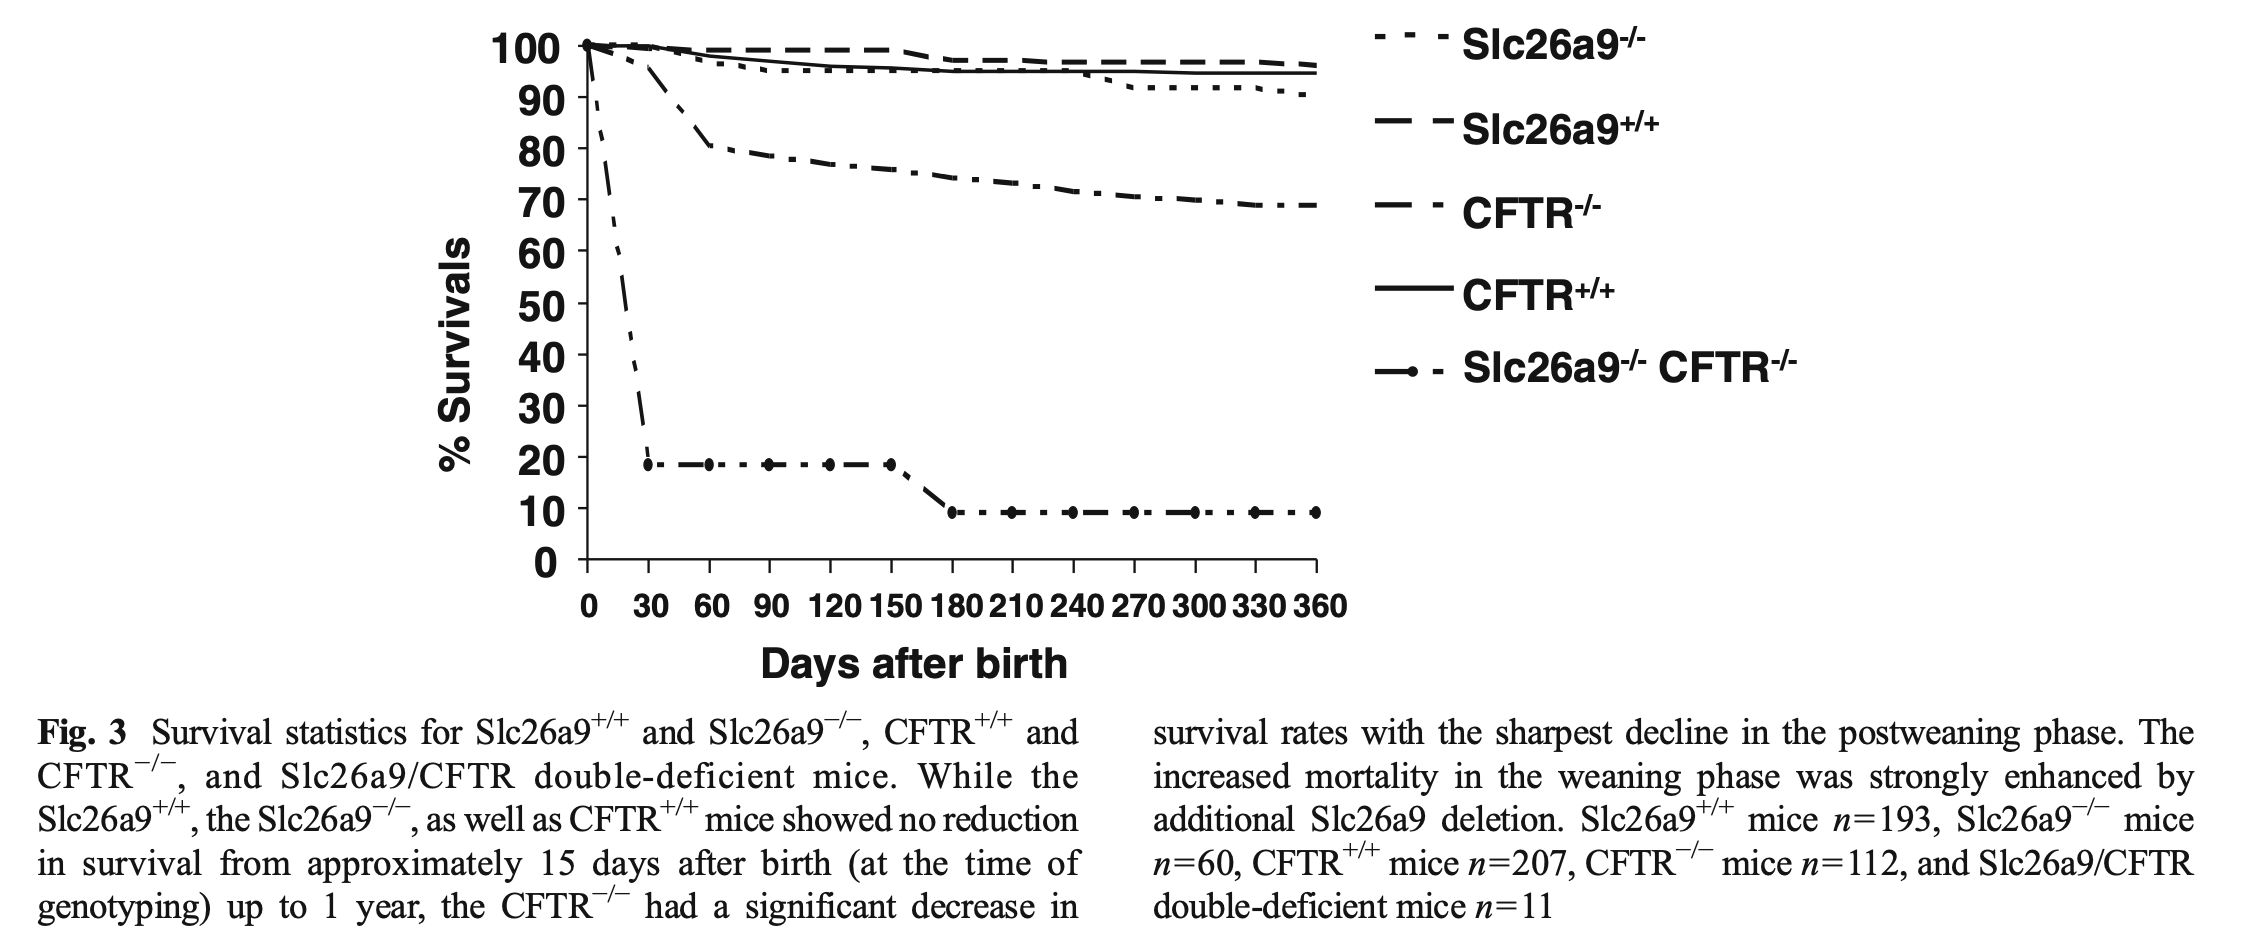 100
90
80
70
60
50
40
30
20
10
0
% Survivals
0 30 60 90 120 150 180 210 240 270 300 330 360
Days after birth
Slc26a9-/-
Slc26a9+/+
CFTR-/-
CFTR+/+
Slc26a9-/- CFTR-/-
Fig. 3 Survival statistics for Slc26a9+/+ and Slc26a9−/−, CFTR+/+ and
CFTR−/−, and Slc26a9/CFTR double-deficient mice. While the
Slc26a9+/+, the Slc26a9−/−, as well as CFTR+/+ mice showed no reduction
in survival from approximately 15 days after birth (at the time of
genotyping) up to 1 year, the CFTR−/− had a significant decrease in
survival rates with the sharpest decline in the postweaning phase. The
increased mortality in the weaning phase was strongly enhanced by
additional Slc26a9 deletion. Slc26a9+/+ mice n=193, Slc26a9−/− mice
n=60, CFTR+/+ mice n=207, CFTR−/− mice n=112, and Slc26a9/CFTR
double-deficient mice n=11